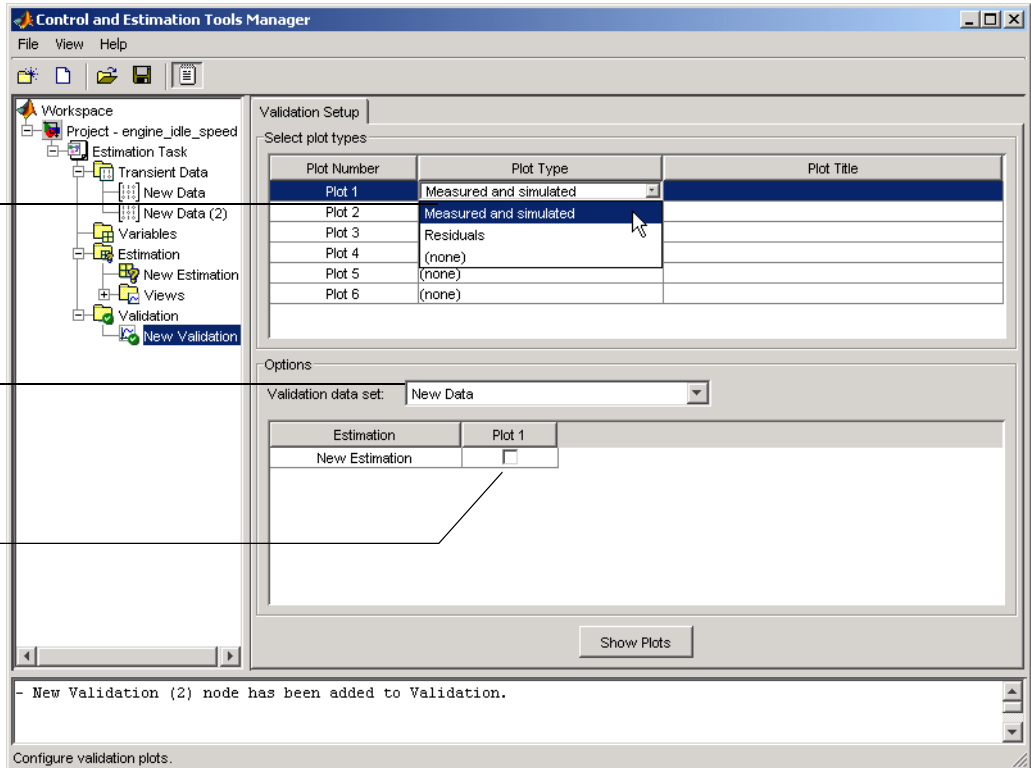 Control and Estimation Tools Manager
File View Help
Workspace
Project - engine_idle_speed
Estimation Task
Transient Data
New Data
New Data (2)
Variables
Estimation
New Estimation
Views
Validation
New Validation
Validation Setup
Select plot types
Plot Number Plot Type Plot Title
Plot 1 Measured and simulated
Plot 2 Measured and simulated
Plot 3 Residuals
Plot 4 (none)
Plot 5 (none)
Plot 6 (none)
Options
Validation data set: New Data
Estimation Plot 1
New Estimation
Show Plots
- New Validation (2) node has been added to Validation.
Configure validation plots.